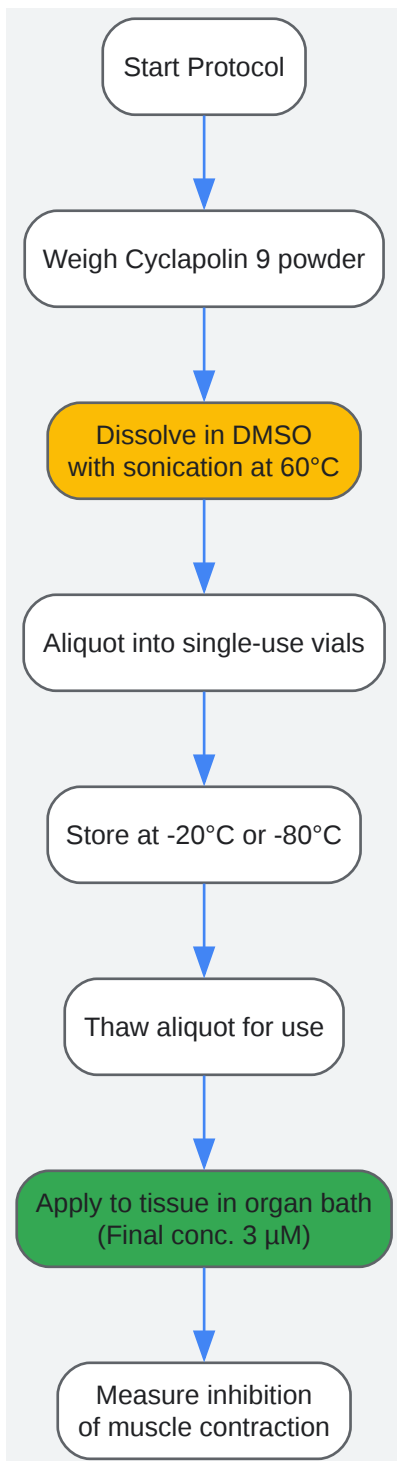 Start Protocol
Weigh Cyclapolin 9 powder
Dissolve in DMSO
with sonication at 60°C
Aliquot into single-use vials
Store at -20°C or -80°C
Thaw aliquot for use
Apply to tissue in organ bath
(Final conc. 3 µM)
Measure inhibition
of muscle contraction